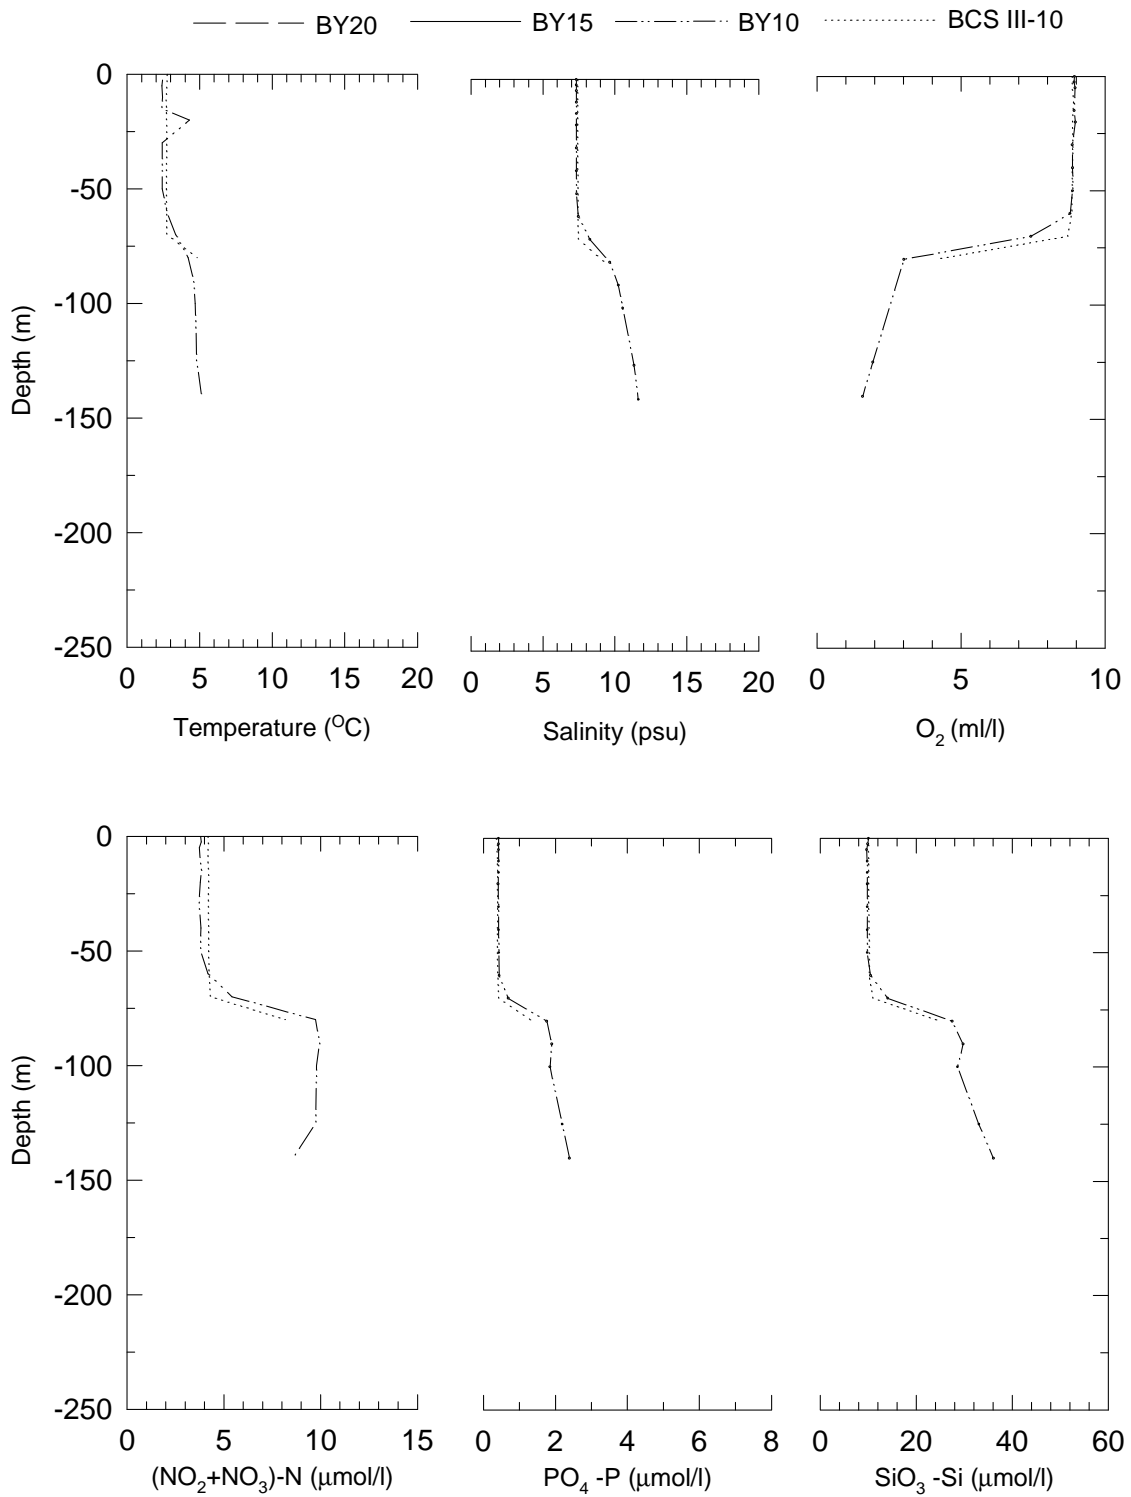 BY20 BY15 BY10 BCS III-10
0
-50
-100
-150
-200
-250
Depth (m)
0 5 10 15 20
Temperature (ᴼC)
0 5 10 15 20
Salinity (psu)
0 5 10
O₂ (ml/l)
0
-50
-100
-150
-200
-250
Depth (m)
0 5 10 15
(NO₂+NO₃)-N (μmol/l)
0 2 4 6 8
PO₄ -P (μmol/l)
0 20 40 60
SiO₃ -Si (μmol/l)